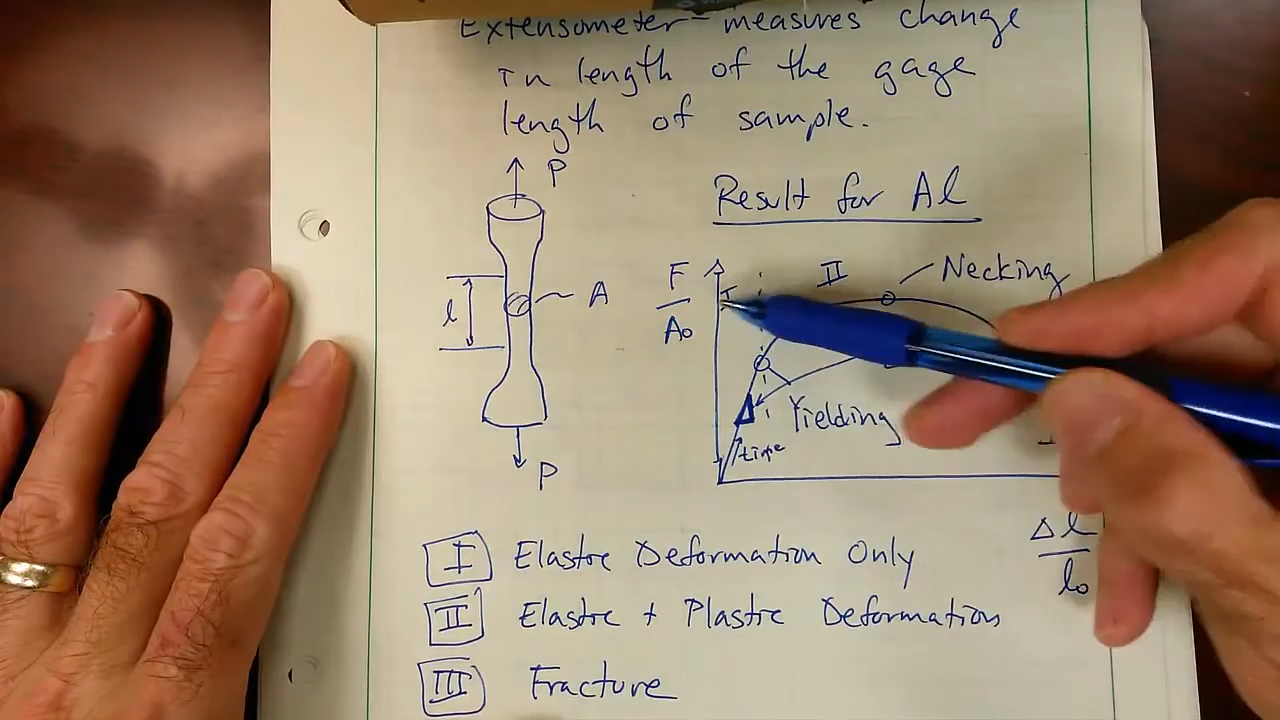 Extensometer - measures change
in length of the gage
length of sample.
P
Result for Al
l
A
P
F
A₀
I
II
Necking
Yielding
time
Δl
l₀
I Elastic Deformation Only
II Elastic + Plastic Deformation
III Fracture